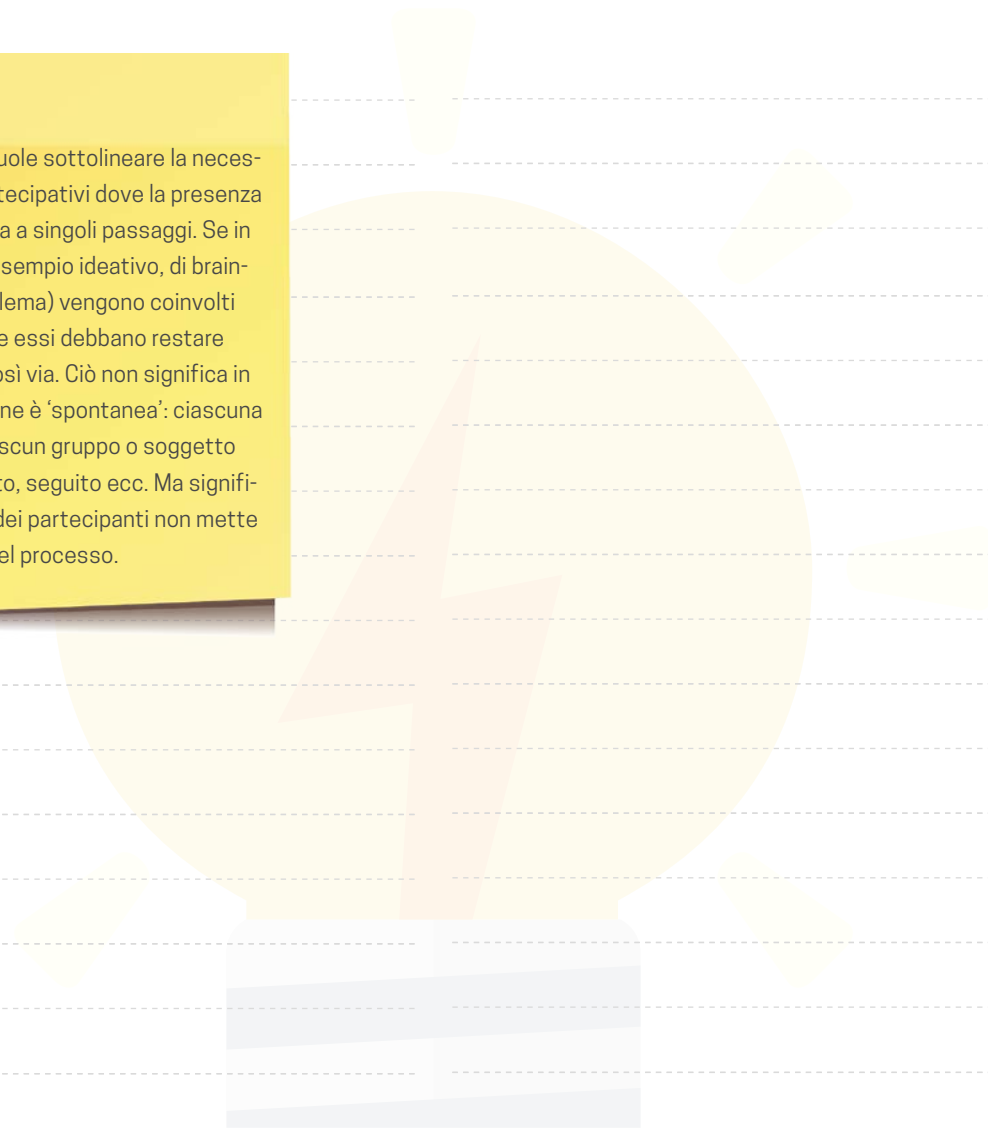 uole sottolineare la neces-
tecipativi dove la presenza
a a singoli passaggi. Se in
sempio ideativo, di brain-
lema) vengono coinvolti
e essi debbano restare
osì via. Ciò non significa in
ne è ‘spontanea’: ciascuna
scun gruppo o soggetto
to, seguito ecc. Ma signifi-
dei partecipanti non mette
el processo.